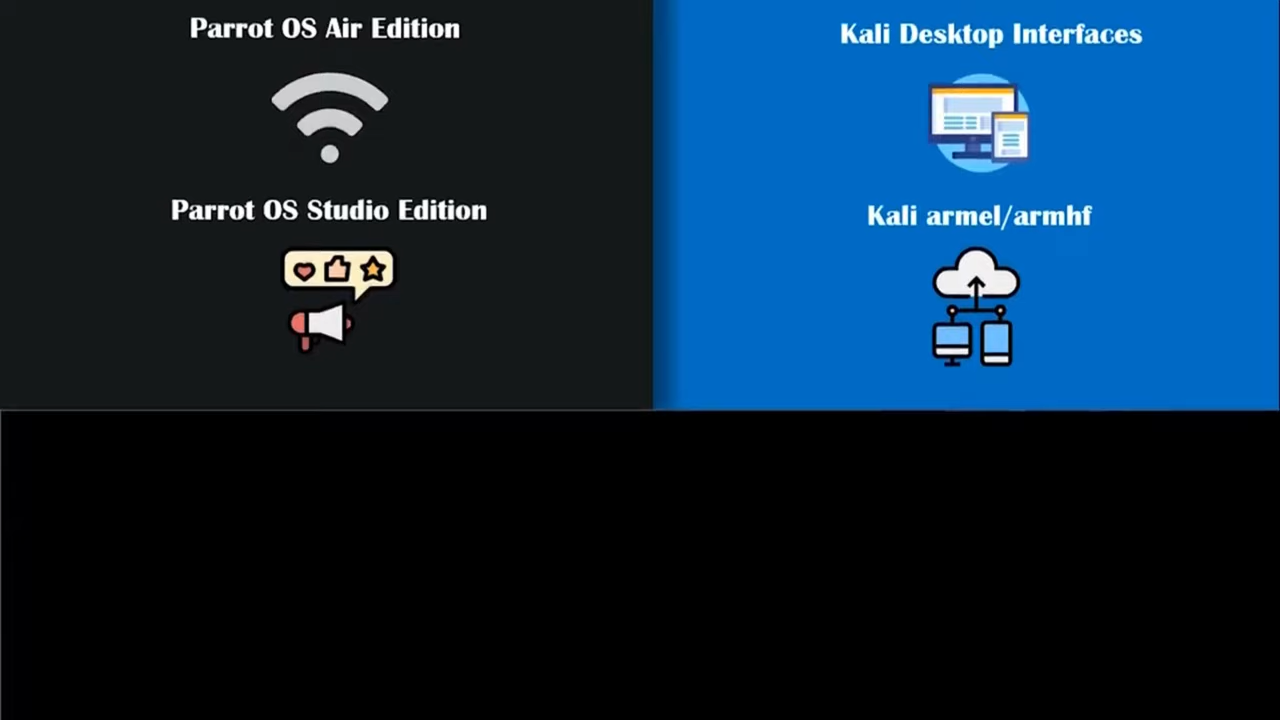 Parrot OS Air Edition
Parrot OS Studio Edition
Kali Desktop Interfaces
Kali armel/armhf